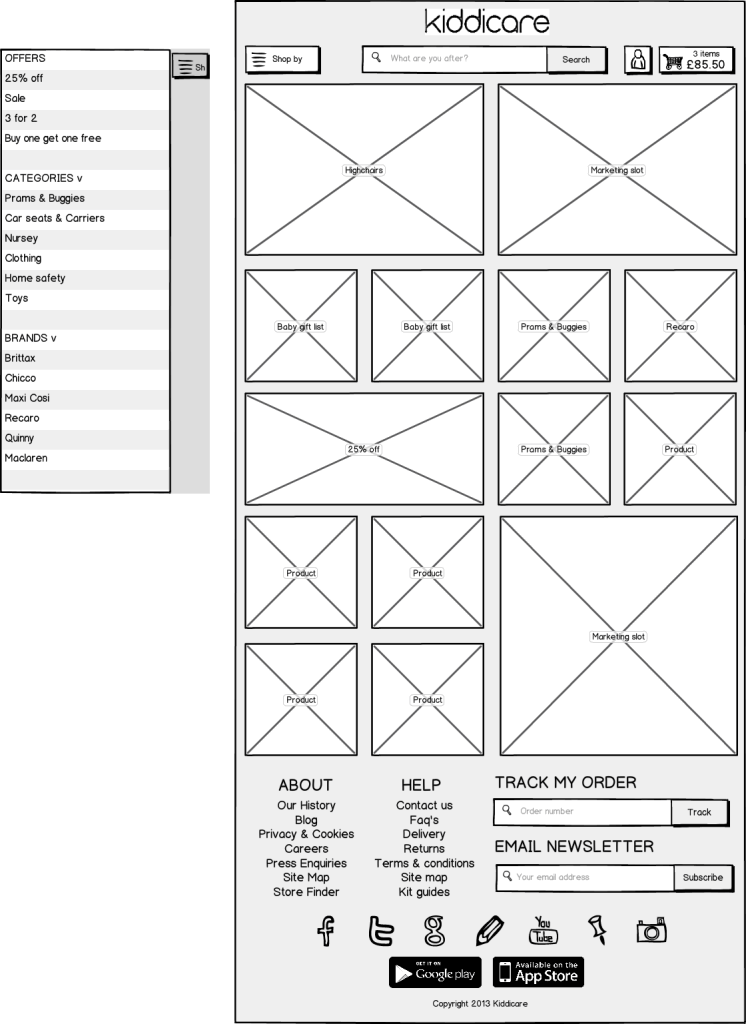 OFFERS
25% off
Sale
3 for 2
Buy one get one free
CATEGORIES v
Prams & Buggies
Car seats & Carriers
Nursey
Clothing
Home safety
Toys
BRANDS v
Brittax
Chicco
Maxi Cosi
Recaro
Quinny
Maclaren
Sh
kiddicare
Shop by
What are you after?
Search
3 items
£85.50
Highchairs
Marketing slot
Baby gift list
Baby gift list
Prams & Buggies
Recaro
25% off
Prams & Buggies
Product
Product
Product
Marketing slot
Product
Product
ABOUT
Our History
Blog
Privacy & Cookies
Careers
Press Enquiries
Site Map
Store Finder
HELP
Contact us
Faq's
Delivery
Returns
Terms & conditions
Site map
Kit guides
TRACK MY ORDER
Order number
Track
EMAIL NEWSLETTER
Your email address
Subscribe
You
Tube
GET IT ON
Google play
Available on the
App Store
Copyright 2013 Kiddicare